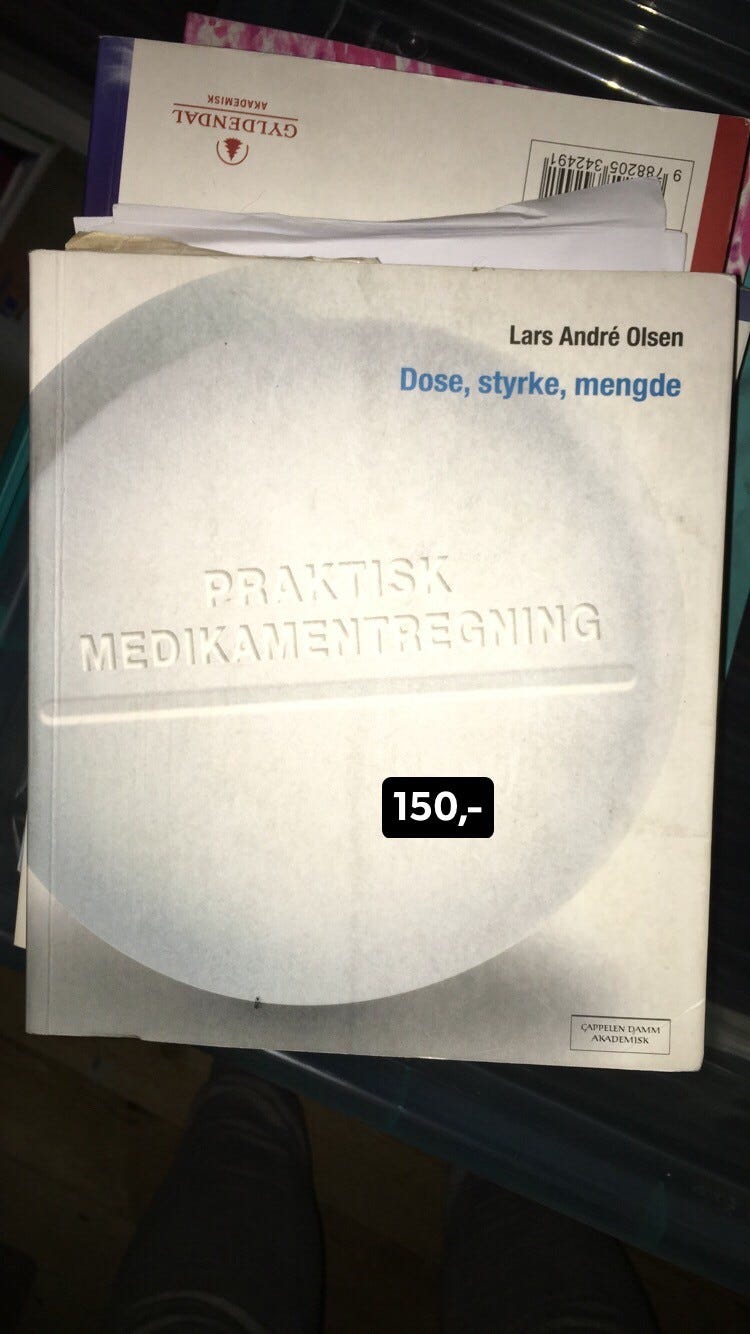 GYLDENDAL
AKADEMISK
9 788205 342491
Lars André Olsen
Dose, styrke, mengde
PRAKTISK
MEDIKAMENTREGNING
150,-
CAPPELEN DAMM
AKADEMISK